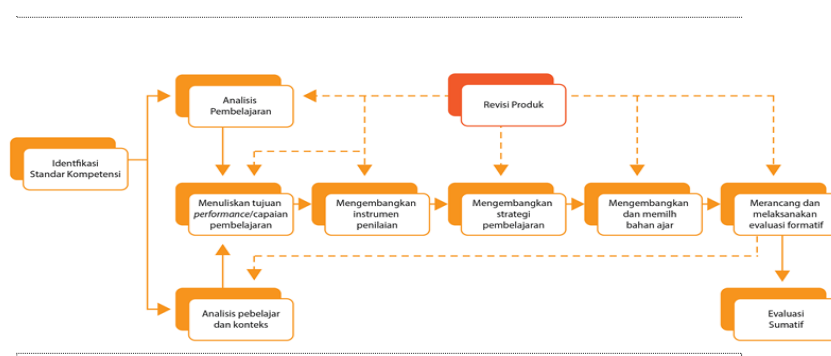 Analisis
Pembelajaran
Revisi Produk
Identfikasi
Standar Kompetensi
Menuliskan tujuan
performance/capaian
pembelajaran
Mengembangkan
instrumen
penilaian
Mengembangkan
strategi
pembelajaran
Mengembangkan
dan memilh
bahan ajar
Merancang dan
melaksanakan
evaluasi formatif
Analisis pebelajar
dan konteks
Evaluasi
Sumatif